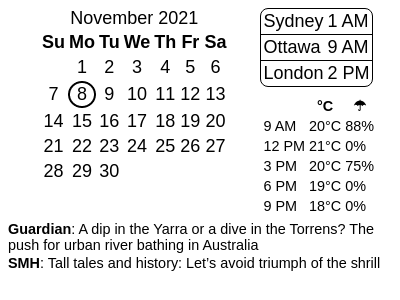 November 2021
Su Mo Tu We Th Fr Sa
1 2 3 4 5 6
7 8 9 10 11 12 13
14 15 16 17 18 19 20
21 22 23 24 25 26 27
28 29 30
Sydney 1 AM
Ottawa 9 AM
London 2 PM
°C ☂
9 AM 20°C 88%
12 PM 21°C 0%
3 PM 20°C 75%
6 PM 19°C 0%
9 PM 18°C 0%
Guardian: A dip in the Yarra or a dive in the Torrens? The
push for urban river bathing in Australia
SMH: Tall tales and history: Let’s avoid triumph of the shrill